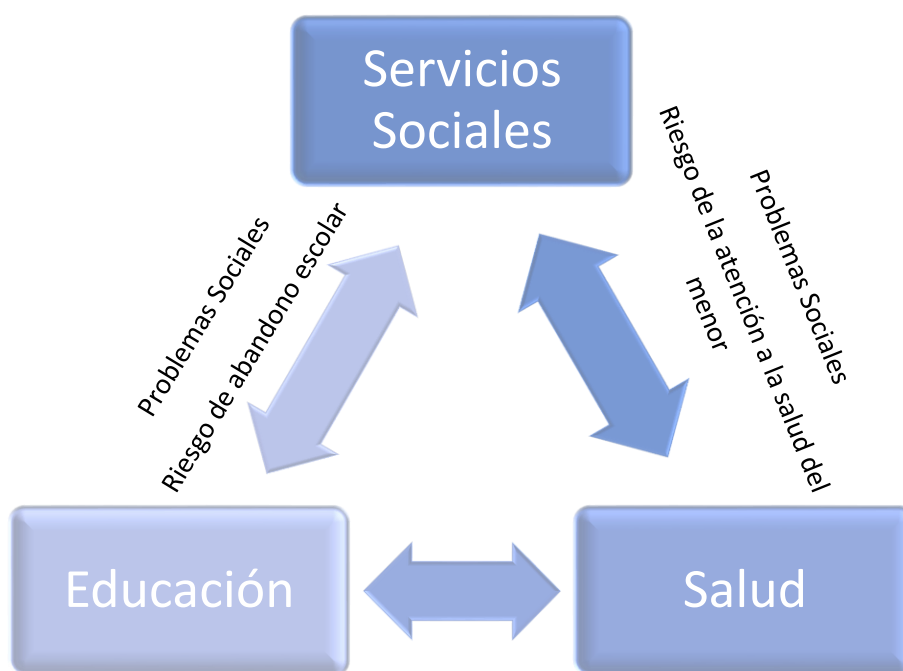 Servicios
Sociales
Problemas Sociales
Riesgo de abandono escolar
Problemas Sociales
Riesgo de la atención a la salud del
menor
Educación
Salud